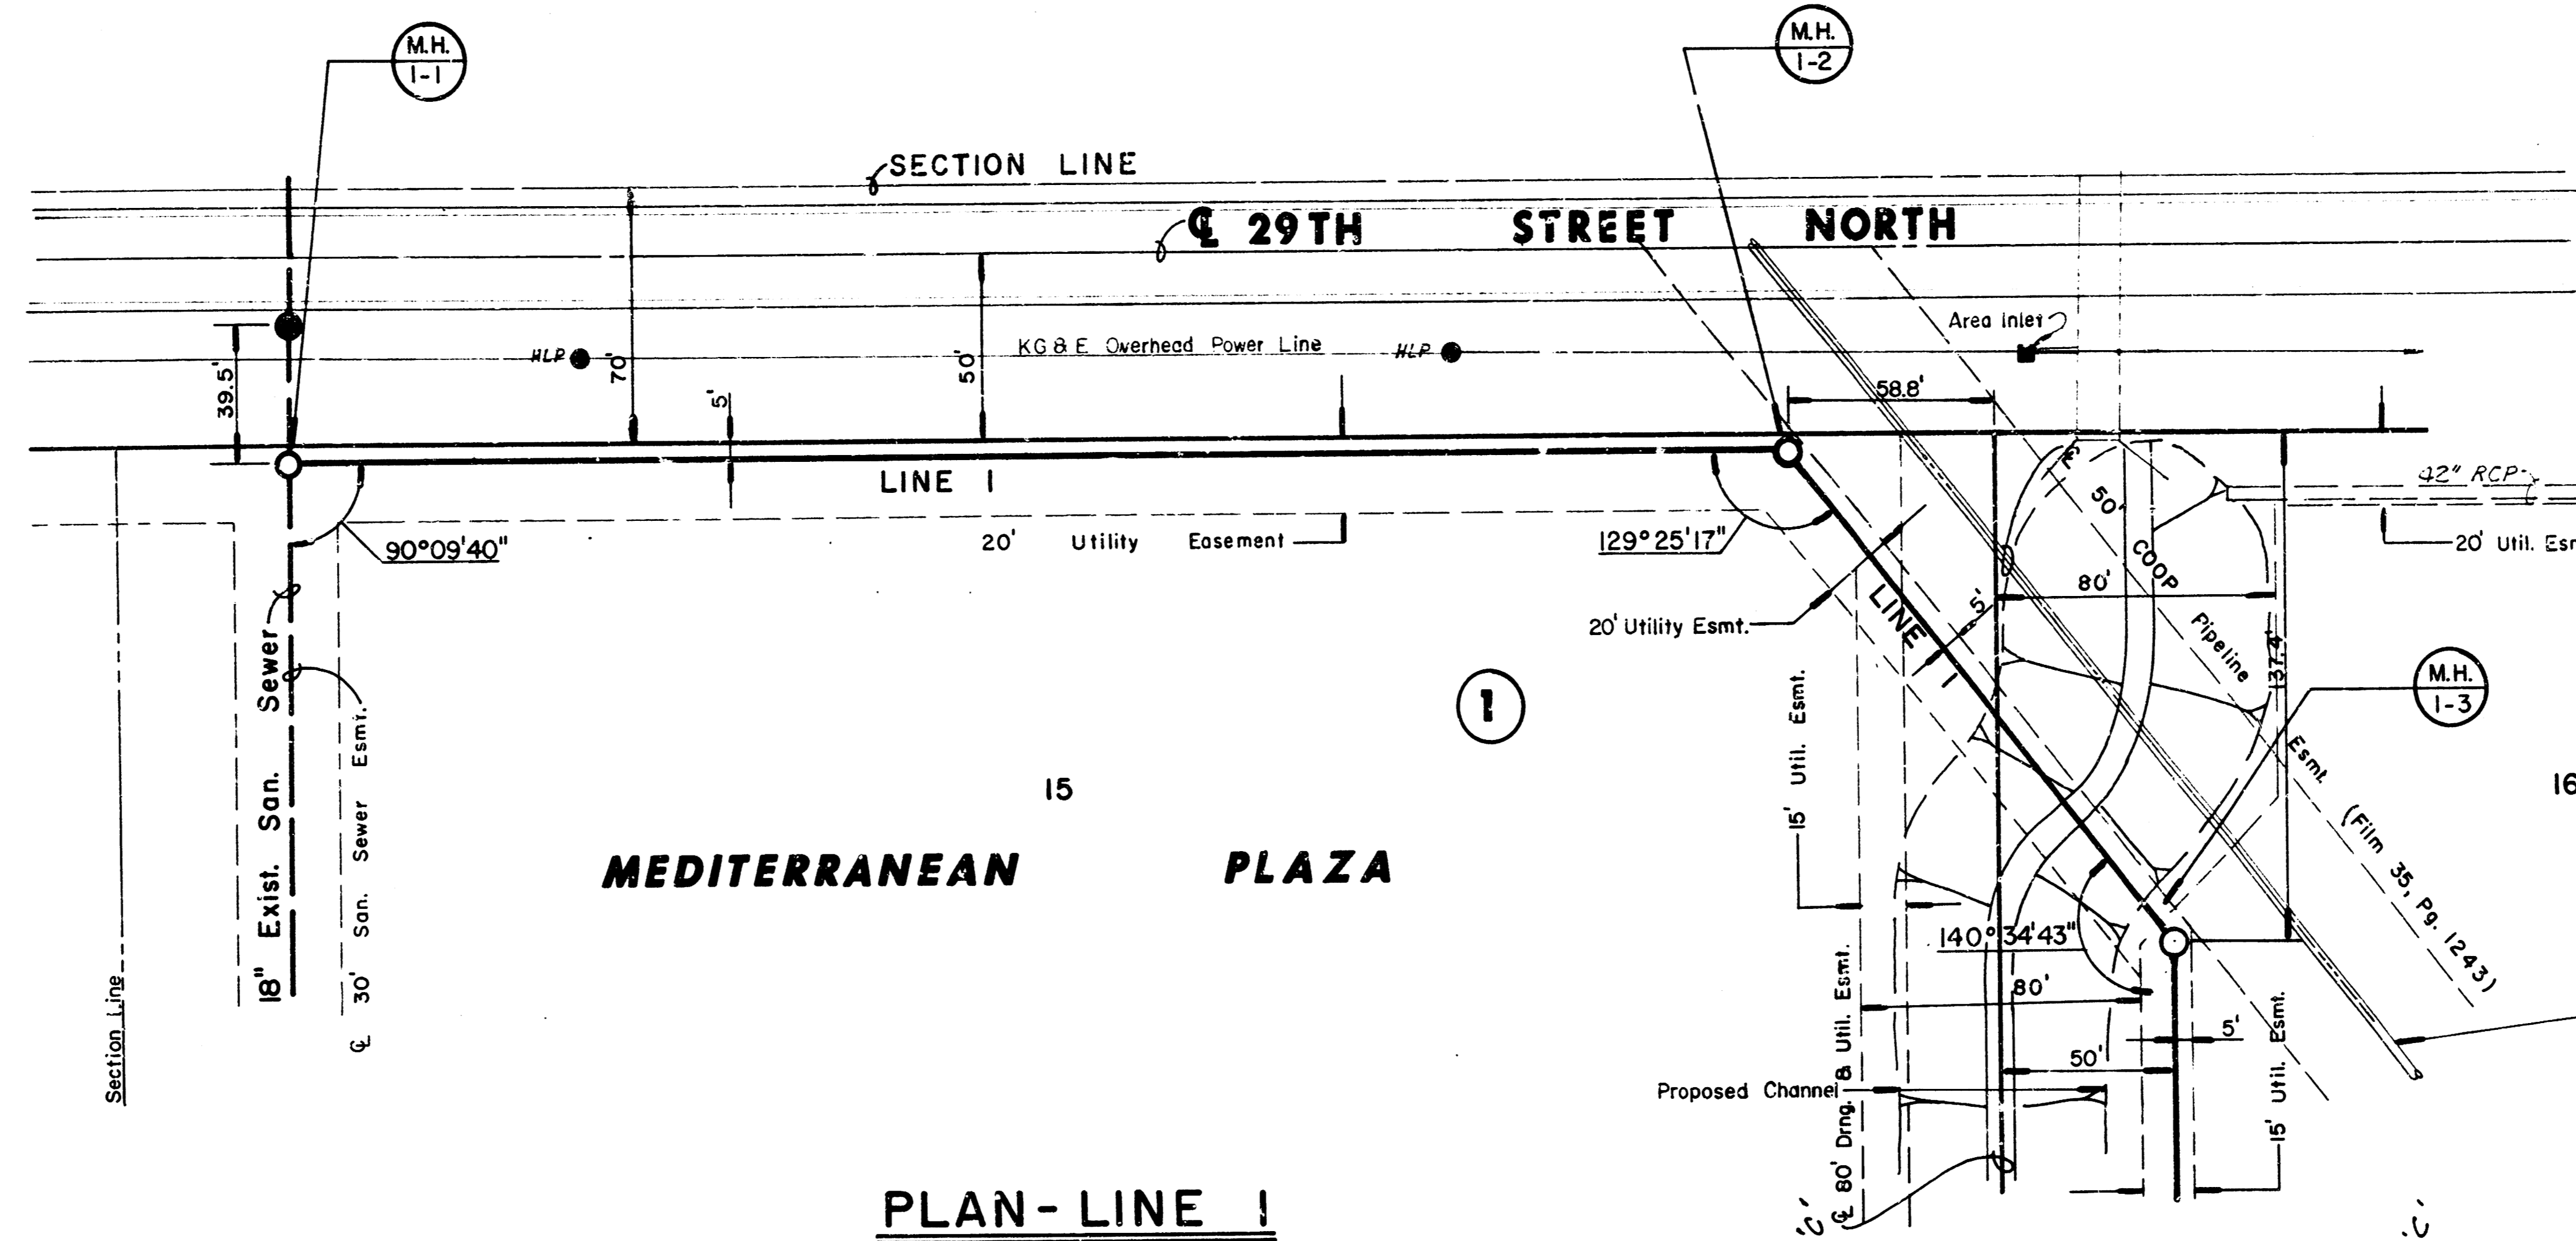 M.H.
1-1
M.H.
1-2
SECTION LINE
℄ 29TH STREET NORTH
Area Inlet
KG & E Overhead Power Line
HLP
HLP
39.5'
70'
50'
5'
58.8'
LINE 1
42" RCP
90°09'40"
20' Utility Easement
129°25'17"
20' Util. Esm
50' COOP Pipeline Esmt. (Film 35, Pg. 1243)
80'
LINE 1
5'
20' Utility Esmt.
137.4'
M.H.
1-3
1
15
16
15' Util. Esmt.
18" Exist. San. Sewer
℄ 30' San. Sewer Esmt.
Section Line
MEDITERRANEAN PLAZA
140°34'43"
80'
5'
50'
15' Util. Esmt.
Proposed Channel
℄ 80' Drng. & Util. Esmt.
'C'
'C'
PLAN - LINE 1